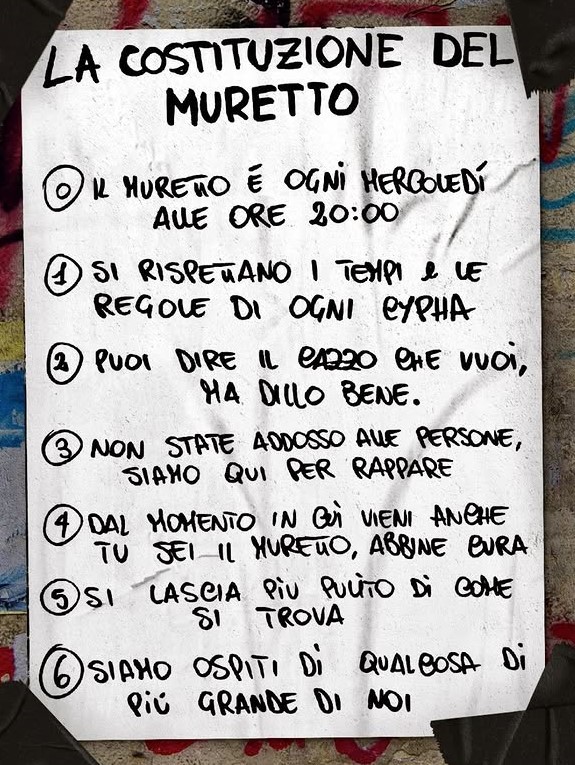 LA COSTITUZIONE DEL
MURETTO
0 IL MURETTO É OGNI MERCOLEDÍ
ALLE ORE 20:00
1 SI RISPETTANO I TEMPI e LE
REGOLE DI OGNI CYPHA
2 PUOI DIRE IL CAZZO CHE VUOI,
MA DILLO BENE.
3 NON STATE ADDOSSO ALLE PERSONE,
SIAMO QUI PER RAPPARE
4 DAL MOMENTO IN CUI VIENI ANCHE
TU SEI IL MURETTO, ABBINE CURA
5 SI LASCIA PIÙ PULITO DI COME
SI TROVA
6 SIAMO OSPITI DI QUALCOSA DI
PIÚ GRANDE DI NOI